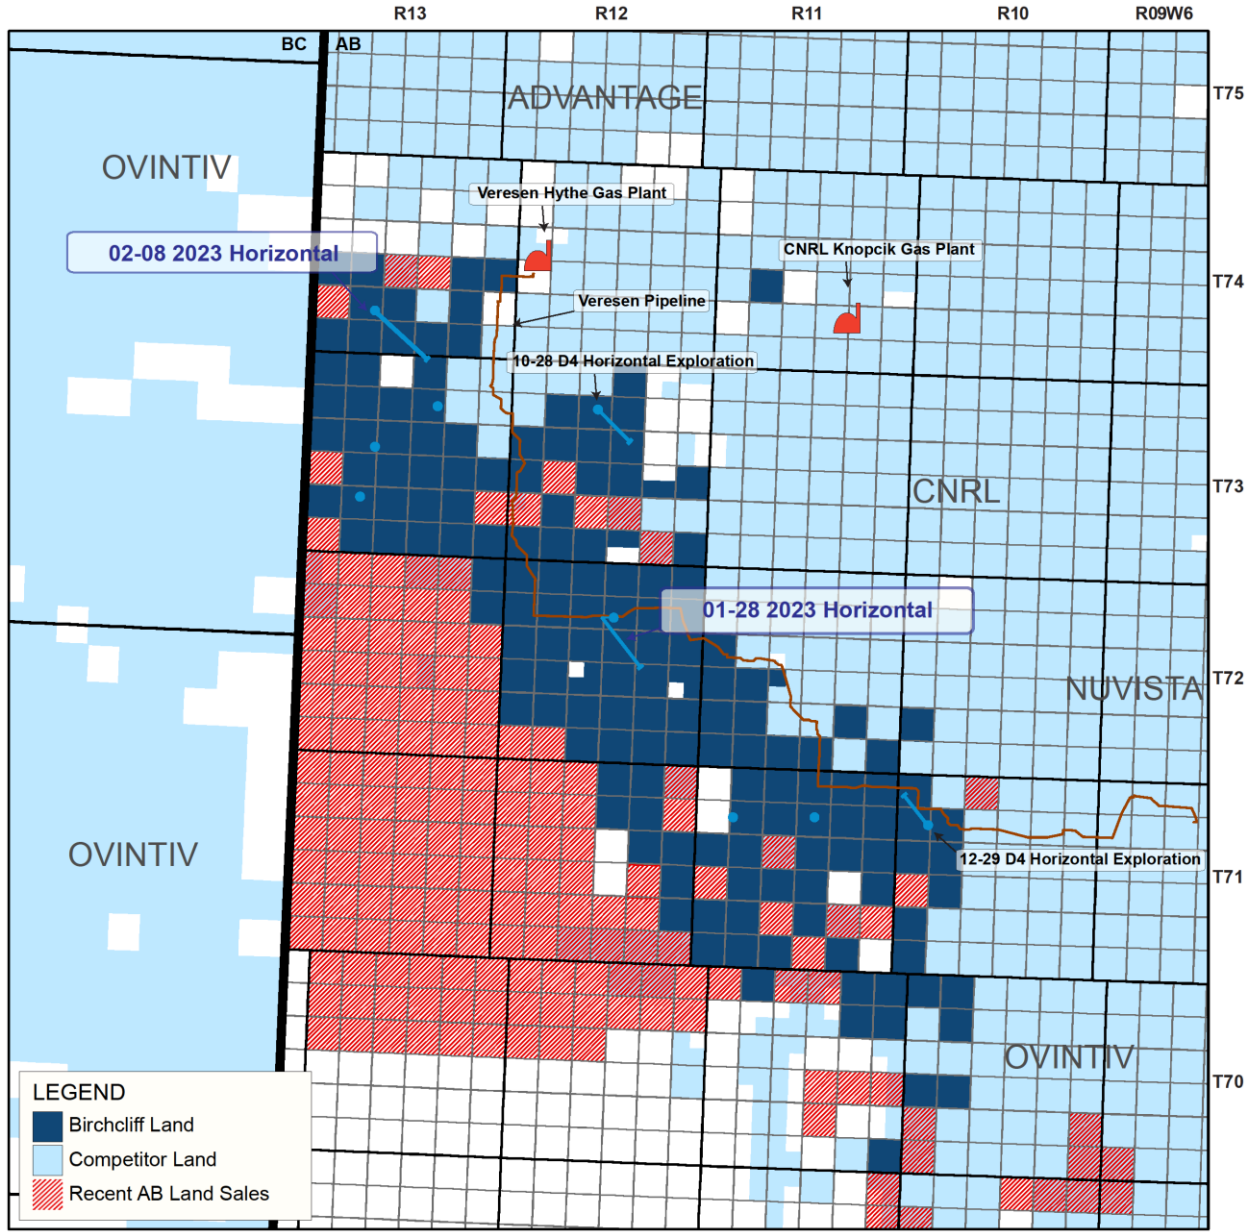 R13
R12
R11
R10
R09W6
BC
AB
T75
ADVANTAGE
OVINTIV
Veresen Hythe Gas Plant
02-08 2023 Horizontal
CNRL Knopcik Gas Plant
T74
Veresen Pipeline
10-28 D4 Horizontal Exploration
CNRL
T73
01-28 2023 Horizontal
NUVISTA
T72
OVINTIV
12-29 D4 Horizontal Exploration
T71
OVINTIV
T70
LEGEND
Birchcliff Land
Competitor Land
Recent AB Land Sales